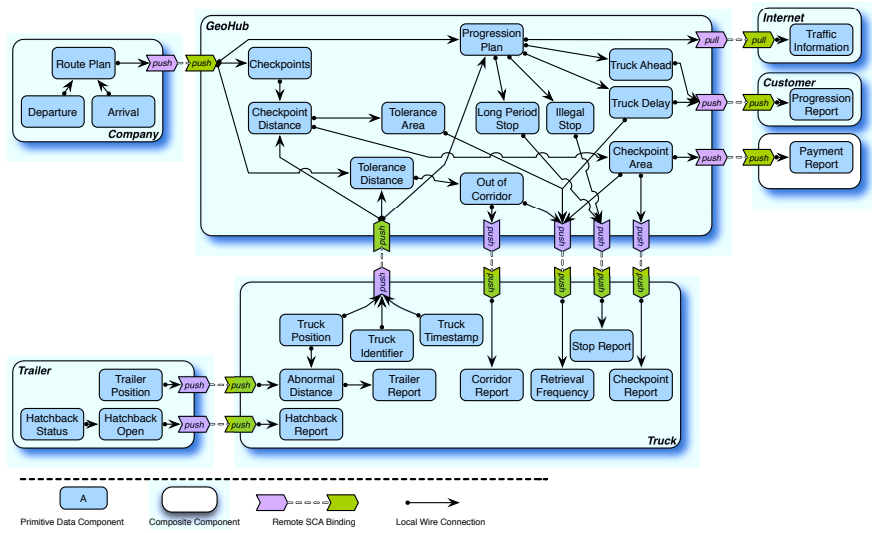 GeoHub
Internet
Progression
Plan
pull
pull
Traffic
Information
Route Plan
push
push
Checkpoints
Truck Ahead
Customer
Departure
Arrival
Company
Checkpoint
Distance
Tolerance
Area
Long Period
Stop
Illegal
Stop
Truck Delay
push
push
Progression
Report
Checkpoint
Area
push
push
Payment
Report
Tolerance
Distance
Out of
Corridor
push
push
push
push
push
push
push
push
push
push
Truck
Position
Truck
Identifier
Truck
Timestamp
Stop Report
Trailer
Trailer
Position
push
push
Abnormal
Distance
Trailer
Report
Corridor
Report
Retrieval
Frequency
Checkpoint
Report
Hatchback
Status
Hatchback
Open
push
push
Hatchback
Report
Truck
A
Primitive Data Component
Composite Component
Remote SCA Binding
Local Wire Connection